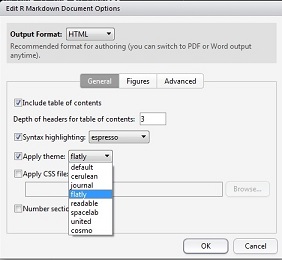 Edit R Markdown Document Options
Output Format: HTML
Recommended format for authoring (you can switch to PDF or Word output
anytime).
General Figures Advanced
Include table of contents
Depth of headers for table of contents: 3
Syntax highlighting: espresso
Apply theme: flatly
default
cerulean
journal
flatly
readable
spacelab
united
cosmo
Apply CSS file:
Browse...
Number sectio
OK Cancel